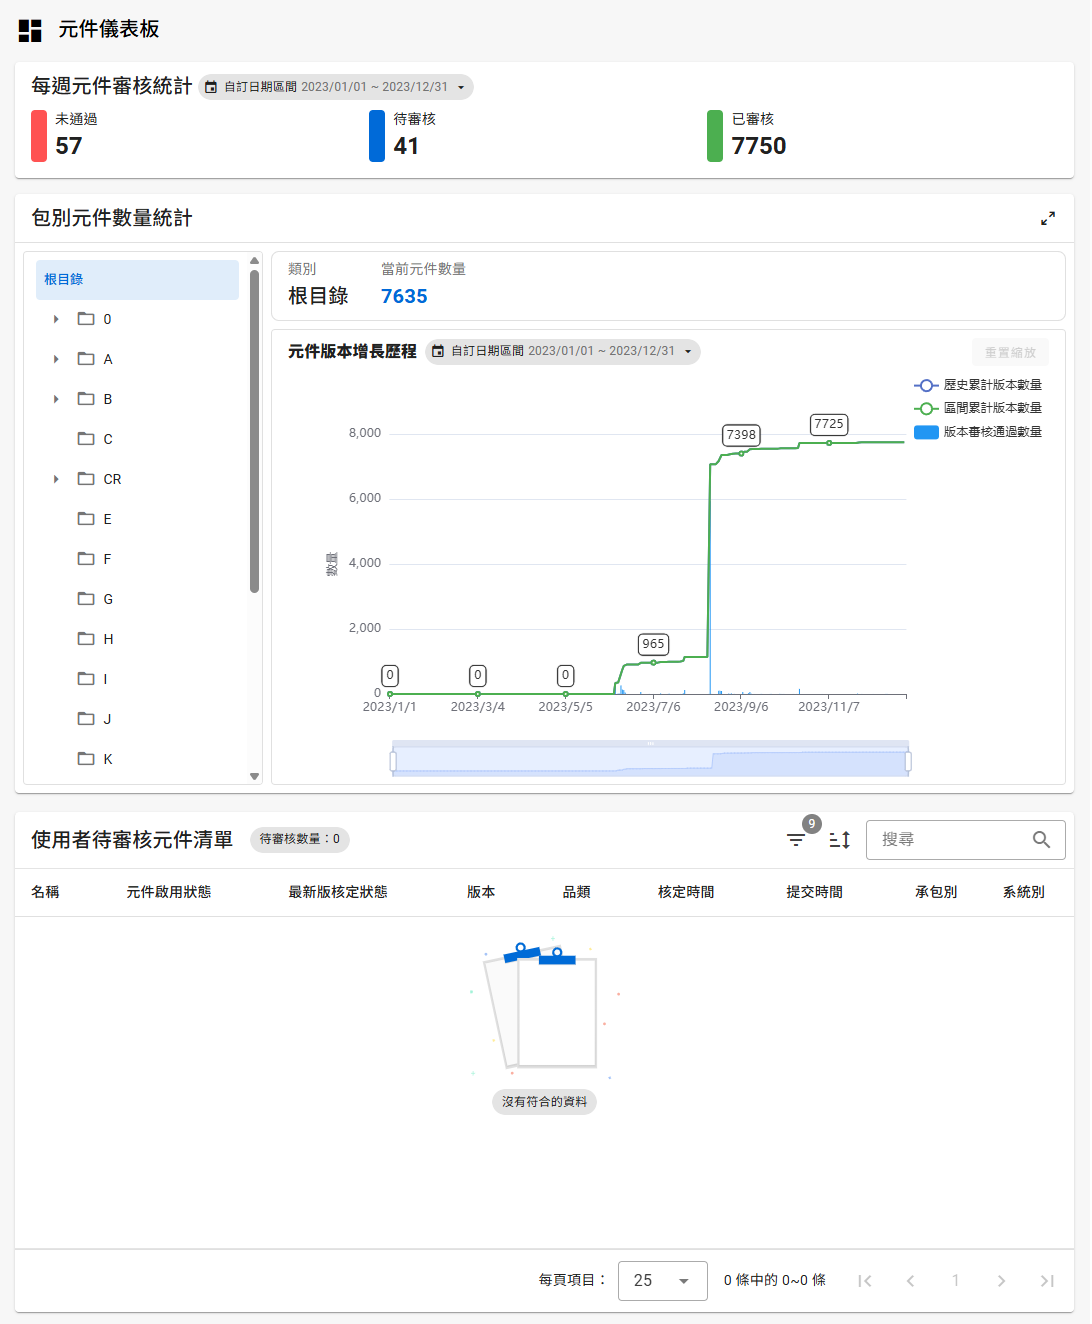 元件儀表板
每週元件審核統計 自訂日期區間 2023/01/01 ~ 2023/12/31
未通過 待審核 已審核
57 41 7750
包別元件數量統計
根目錄
0
A
B
C
CR
E
F
G
H
I
J
K
類別 當前元件數量
根目錄 7635
元件版本增長歷程 自訂日期區間 2023/01/01 ~ 2023/12/31 重置縮放
歷史累計版本數量
區間累計版本數量
版本審核通過數量
數量
8,000
6,000
4,000
2,000
0
0 0 0 965 7398 7725
2023/1/1 2023/3/4 2023/5/5 2023/7/6 2023/9/6 2023/11/7
使用者待審核元件清單 待審核數量：0 9 搜尋
名稱 元件啟用狀態 最新版核定狀態 版本 品類 核定時間 提交時間 承包別 系統別
沒有符合的資料
每頁項目： 25 0 條中的 0~0 條 1